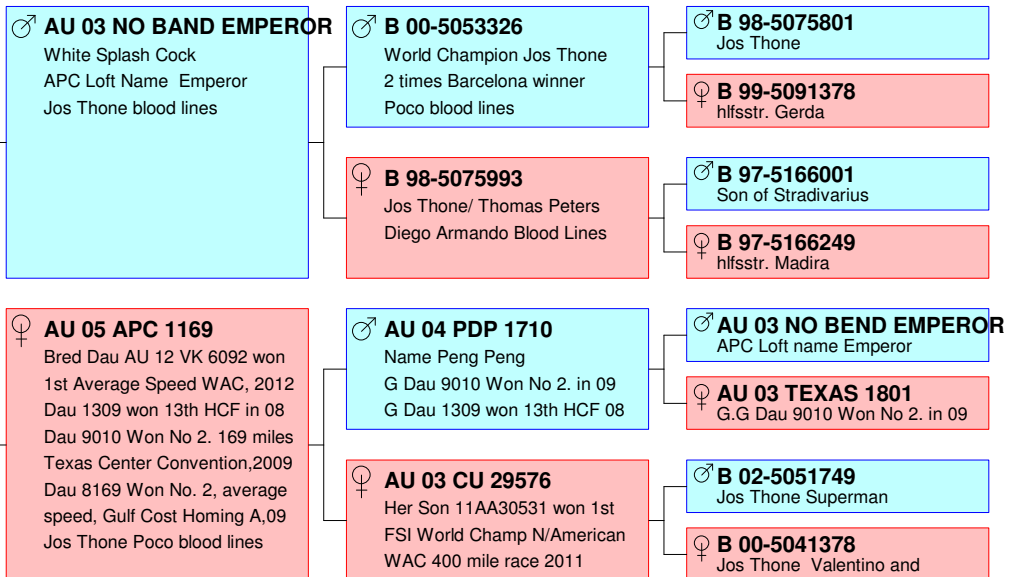 AU 03 NO BAND EMPEROR
White Splash Cock
APC Loft Name Emperor
Jos Thone blood lines
AU 05 APC 1169
Bred Dau AU 12 VK 6092 won
1st Average Speed WAC, 2012
Dau 1309 won 13th HCF in 08
Dau 9010 Won No 2. 169 miles
Texas Center Convention,2009
Dau 8169 Won No. 2, average
speed, Gulf Cost Homing A,09
Jos Thone Poco blood lines
B 00-5053326
World Champion Jos Thone
2 times Barcelona winner
Poco blood lines
B 98-5075993
Jos Thone/ Thomas Peters
Diego Armando Blood Lines
AU 04 PDP 1710
Name Peng Peng
G Dau 9010 Won No 2. in 09
G Dau 1309 won 13th HCF 08
AU 03 CU 29576
Her Son 11AA30531 won 1st
FSI World Champ N/American
WAC 400 mile race 2011
B 98-5075801
Jos Thone
B 99-5091378
hlfsstr. Gerda
B 97-5166001
Son of Stradivarius
B 97-5166249
hlfsstr. Madira
AU 03 NO BEND EMPEROR
APC Loft name Emperor
AU 03 TEXAS 1801
G.G Dau 9010 Won No 2. in 09
B 02-5051749
Jos Thone Superman
B 00-5041378
Jos Thone Valentino and